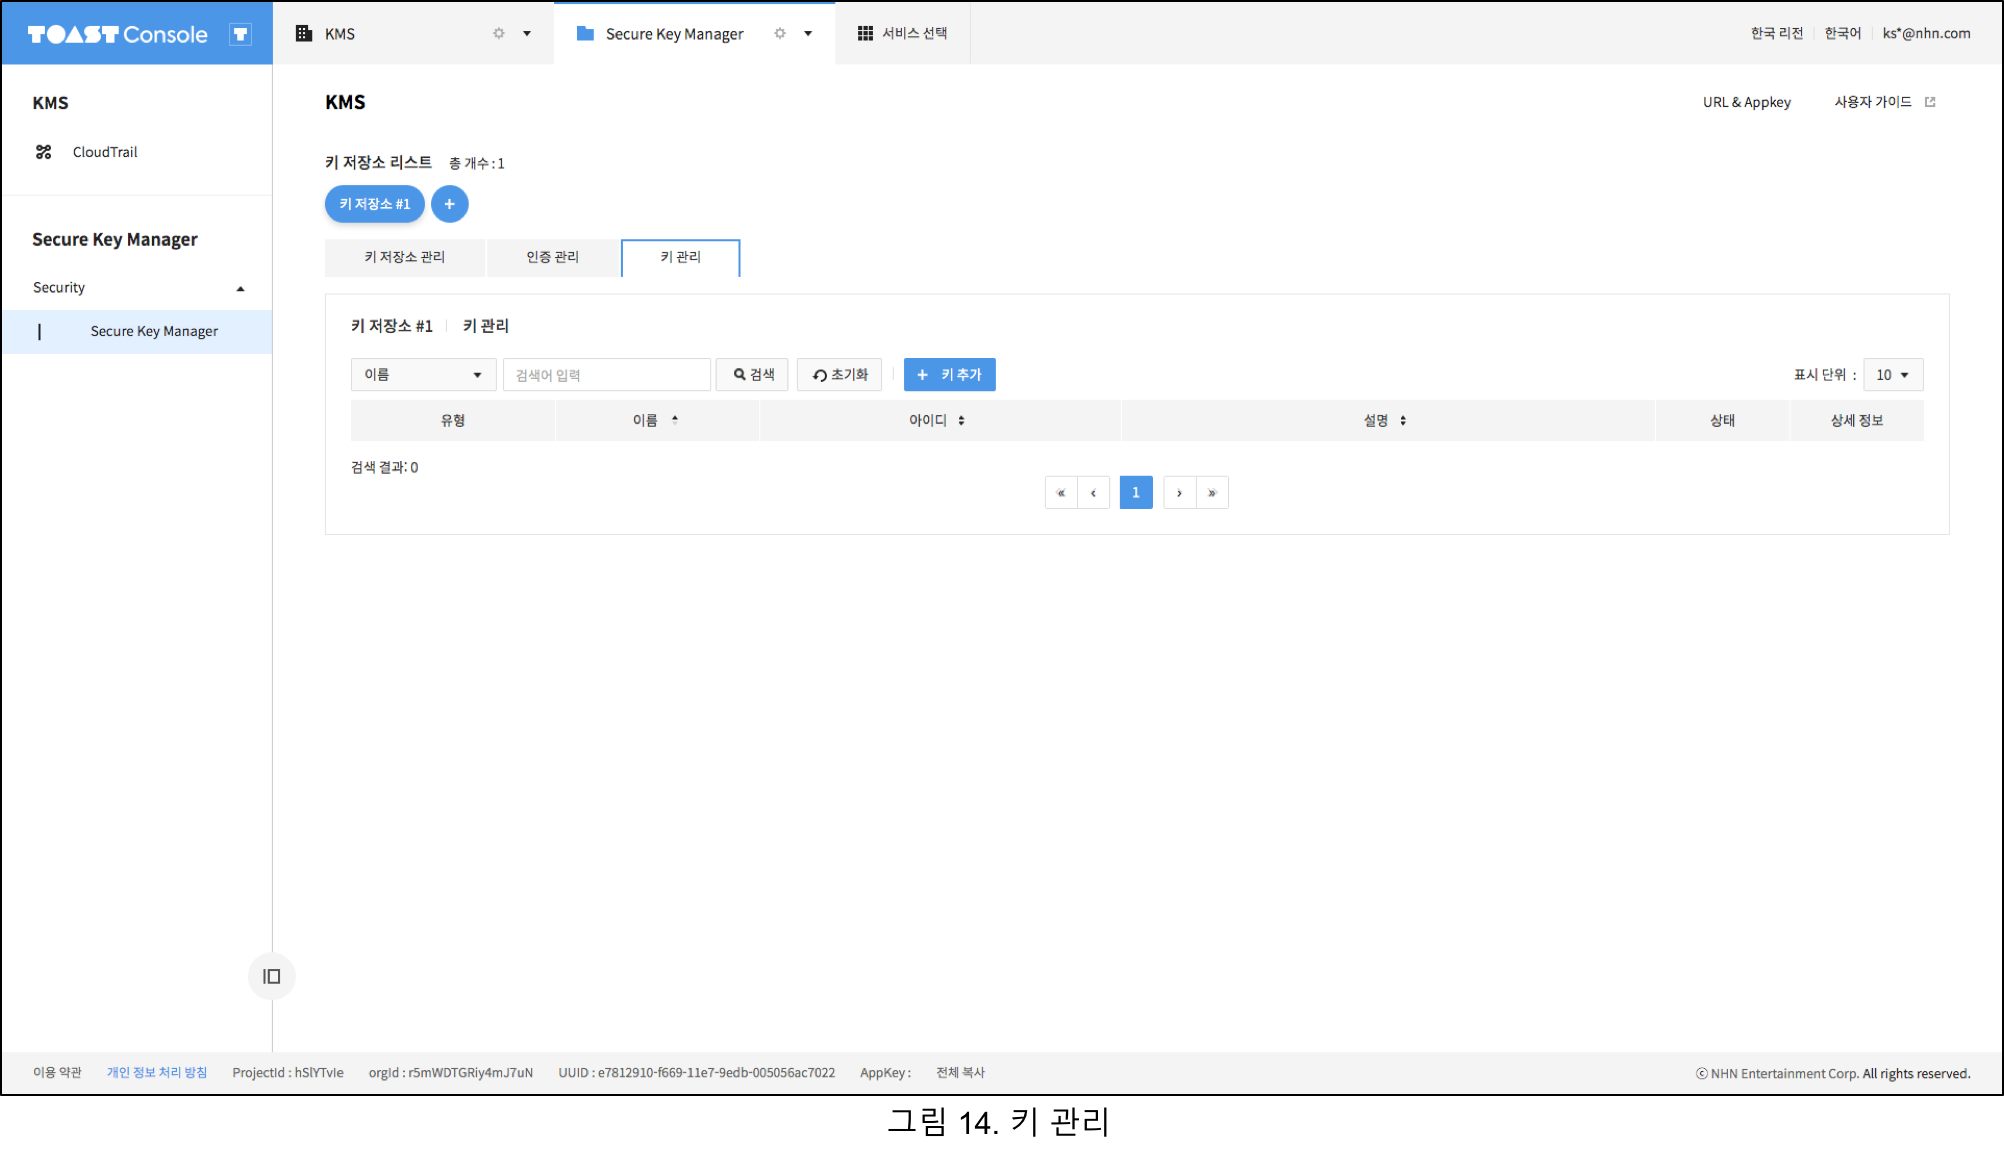 TOAST Console
KMS
Secure Key Manager
서비스 선택
한국 리전
한국어
ks*@nhn.com
KMS
CloudTrail
Secure Key Manager
Security
Secure Key Manager
KMS
URL & Appkey
사용자 가이드
키 저장소 리스트 총 개수 : 1
키 저장소 #1 +
키 저장소 관리 인증 관리 키 관리
키 저장소 #1 키 관리
이름 검색어 입력 검색 초기화 + 키 추가 표시 단위 : 10
유형 이름 아이디 설명 상태 상세 정보
검색 결과: 0
« ‹ 1 › »
이용 약관 개인 정보 처리 방침 ProjectId : hSlYTvIe orgId : r5mWDTGRiy4mJ7uN UUID : e7812910-f669-11e7-9edb-005056ac7022 AppKey : 전체 복사
ⓒ NHN Entertainment Corp. All rights reserved.
그림 14. 키 관리